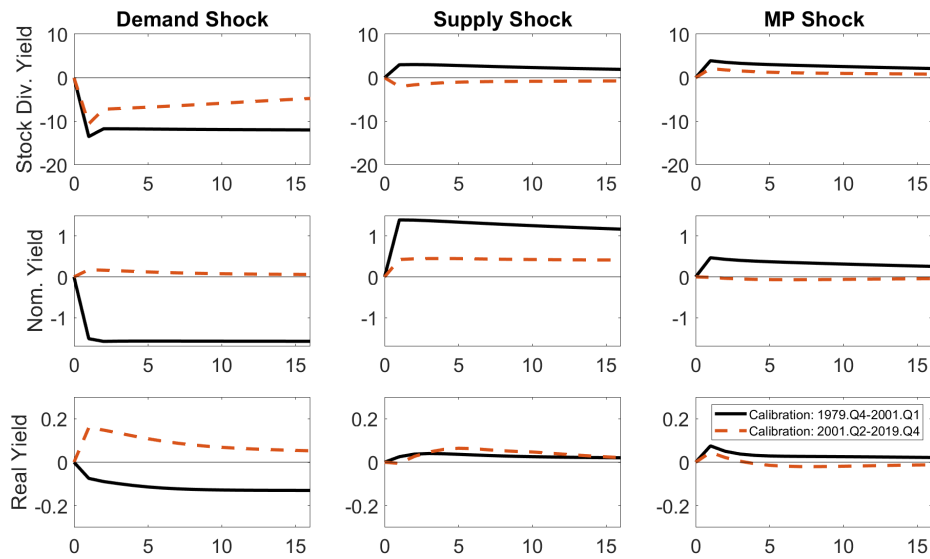 Demand Shock
Supply Shock
MP Shock
Stock Div. Yield
10
0
-10
-20
0 5 10 15
10
0
-10
-20
0 5 10 15
10
0
-10
-20
0 5 10 15
Nom. Yield
1
0
-1
0 5 10 15
1
0
-1
0 5 10 15
1
0
-1
0 5 10 15
Real Yield
0.2
0
-0.2
0 5 10 15
0.2
0
-0.2
0 5 10 15
0.2
0
-0.2
0 5 10 15
Calibration: 1979.Q4-2001.Q1
Calibration: 2001.Q2-2019.Q4